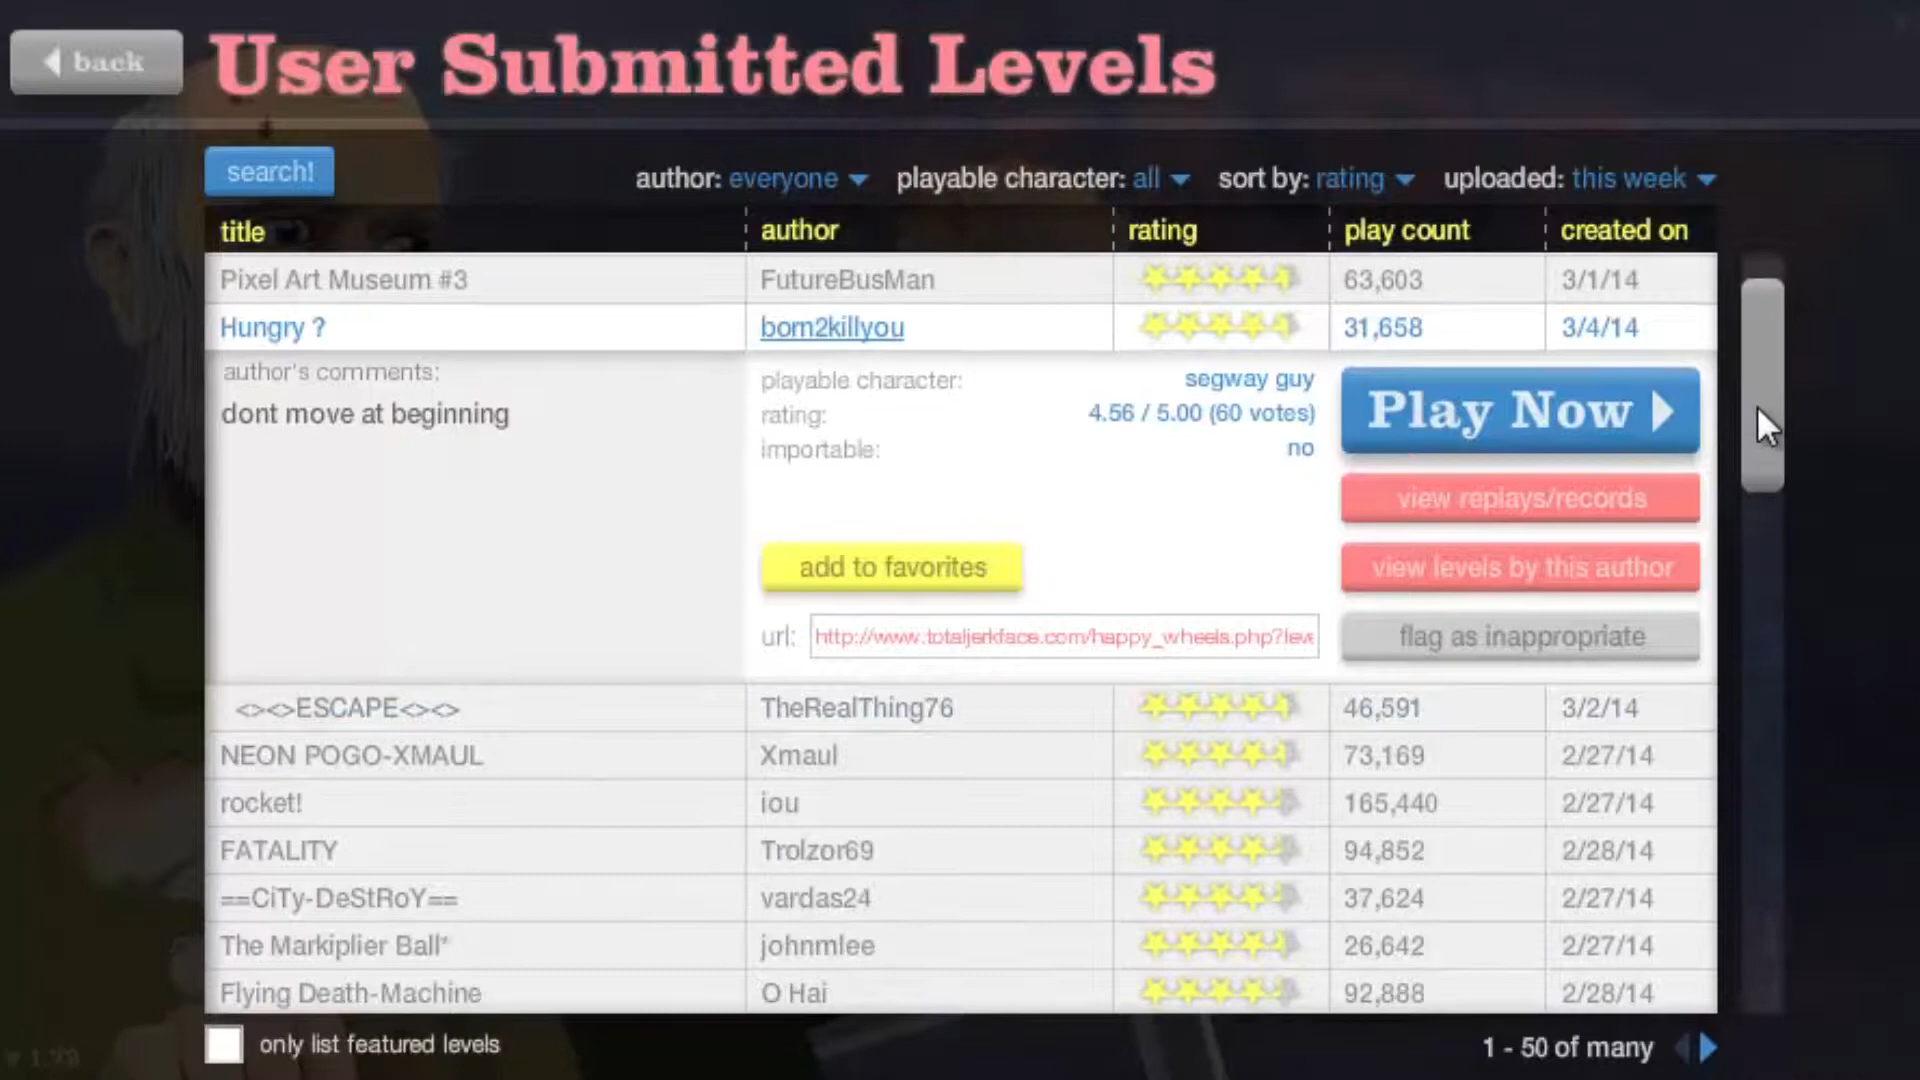 back
User Submitted Levels
search!
author: everyone
playable character: all
sort by: rating
uploaded: this week
title author rating play count created on
Pixel Art Museum #3 FutureBusMan 63,603 3/1/14
Hungry ? born2killyou 31,658 3/4/14
author's comments:
dont move at beginning
playable character: segway guy
rating: 4.56 / 5.00 (60 votes)
importable: no
Play Now
view replays/records
add to favorites
view levels by this author
url: http://www.totaljerkface.com/happy_wheels.php?lev
flag as inappropriate
<><>ESCAPE<><> TheRealThing76 46,591 3/2/14
NEON POGO-XMAUL Xmaul 73,169 2/27/14
rocket! iou 165,440 2/27/14
FATALITY Trolzor69 94,852 2/28/14
==CiTy-DeStRoY== vardas24 37,624 2/27/14
The Markiplier Ball* johnmlee 26,642 2/27/14
Flying Death-Machine O Hai 92,888 2/28/14
only list featured levels
1 - 50 of many